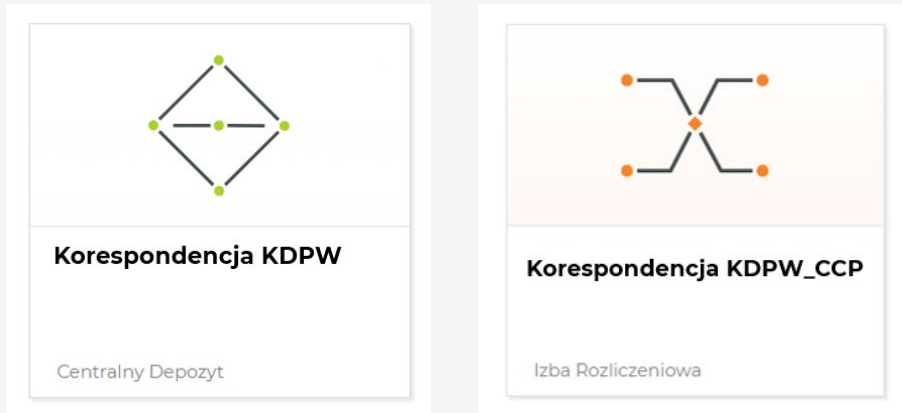 Korespondencja KDPW
Centralny Depozyt
Korespondencja KDPW_CCP
Izba Rozliczeniowa